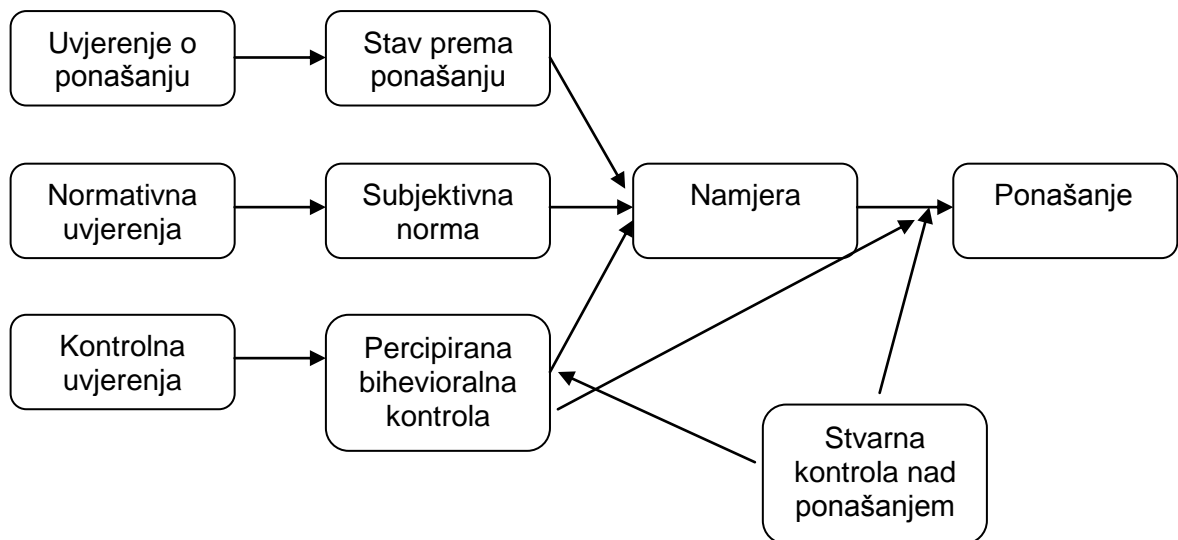 Uvjerenje o
ponašanju
Stav prema
ponašanju
Normativna
uvjerenja
Subjektivna
norma
Namjera
Ponašanje
Kontrolna
uvjerenja
Percipirana
bihevioralna
kontrola
Stvarna
kontrola nad
ponašanjem